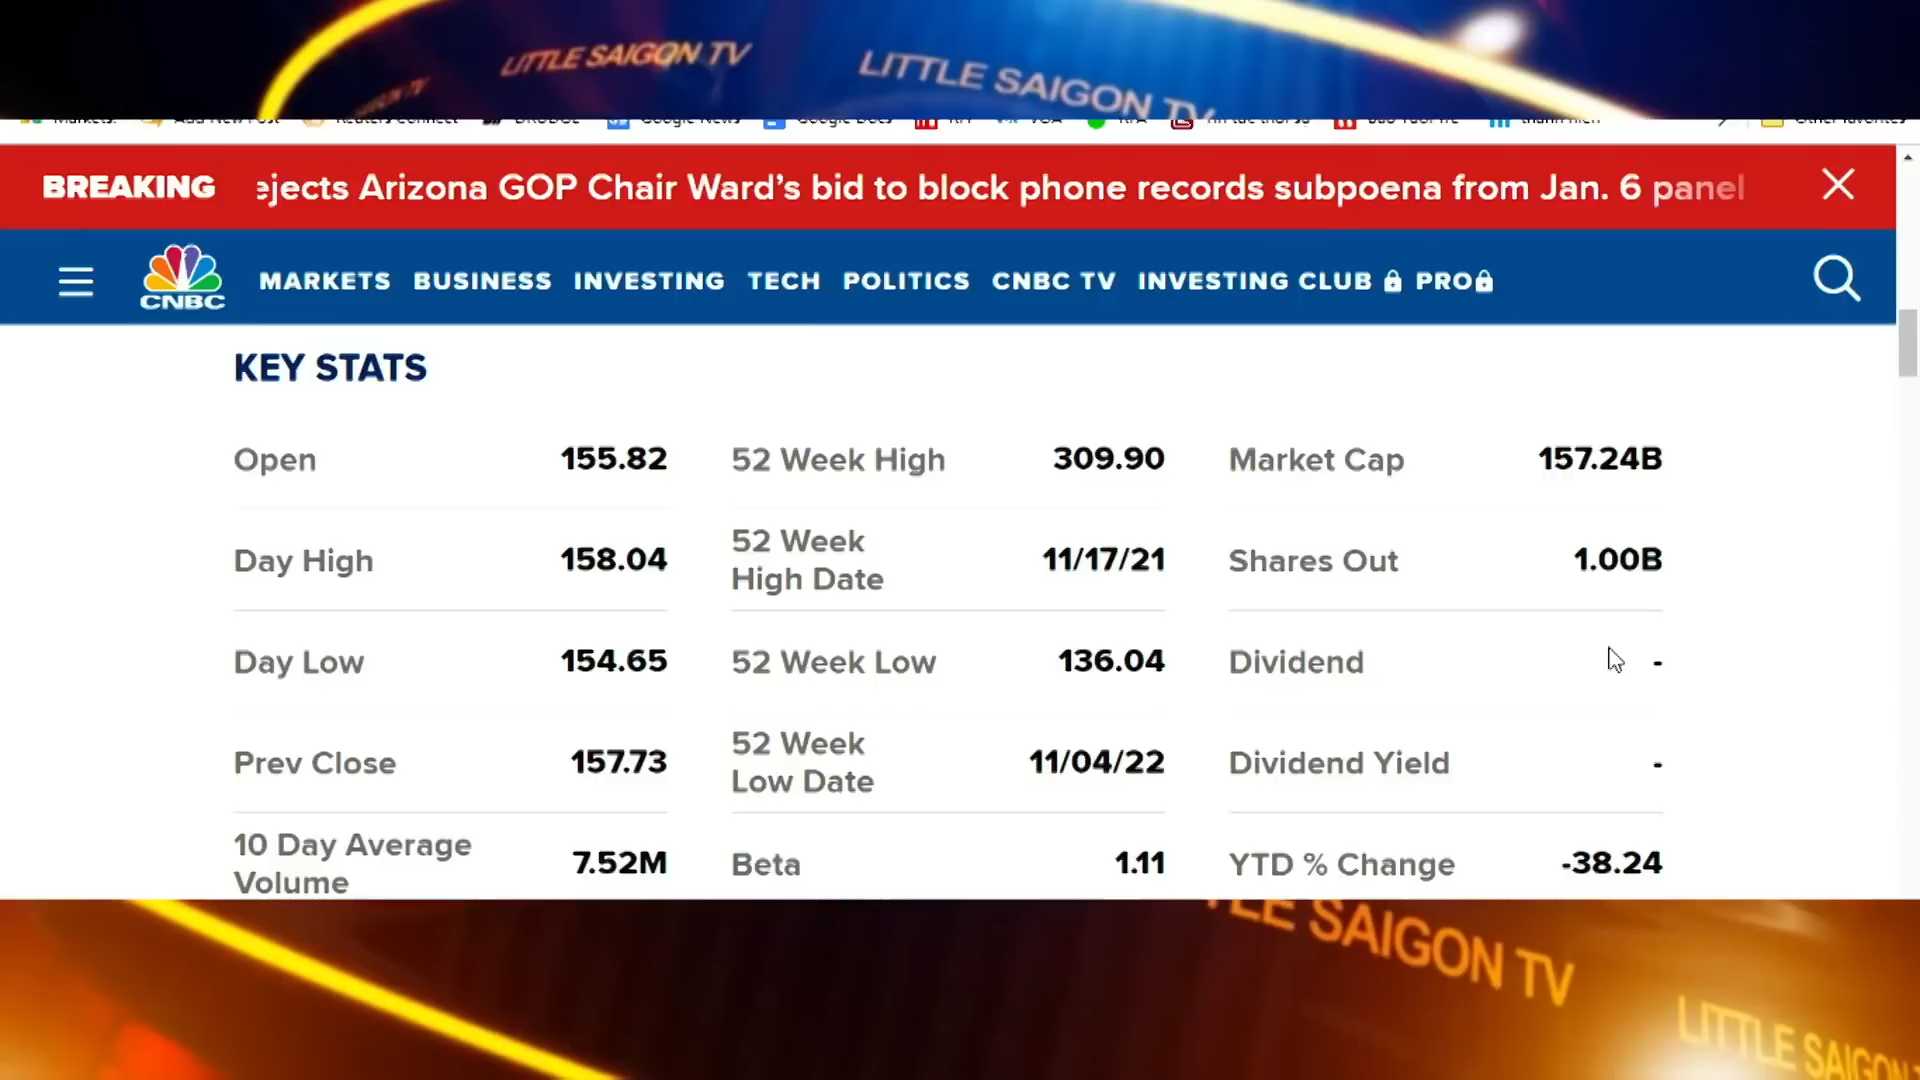 LITTLE SAIGON TV
LITTLE SAIGON TV
BREAKING
ejects Arizona GOP Chair Ward's bid to block phone records subpoena from Jan. 6 panel
CNBC
MARKETS BUSINESS INVESTING TECH POLITICS CNBC TV INVESTING CLUB PRO
KEY STATS
Open 155.82 52 Week High 309.90 Market Cap 157.24B
Day High 158.04 52 Week
High Date 11/17/21 Shares Out 1.00B
Day Low 154.65 52 Week Low 136.04 Dividend -
Prev Close 157.73 52 Week
Low Date 11/04/22 Dividend Yield -
10 Day Average
Volume 7.52M Beta 1.11 YTD % Change -38.24
TLE SAIGON TV
LITTLE SAIGON